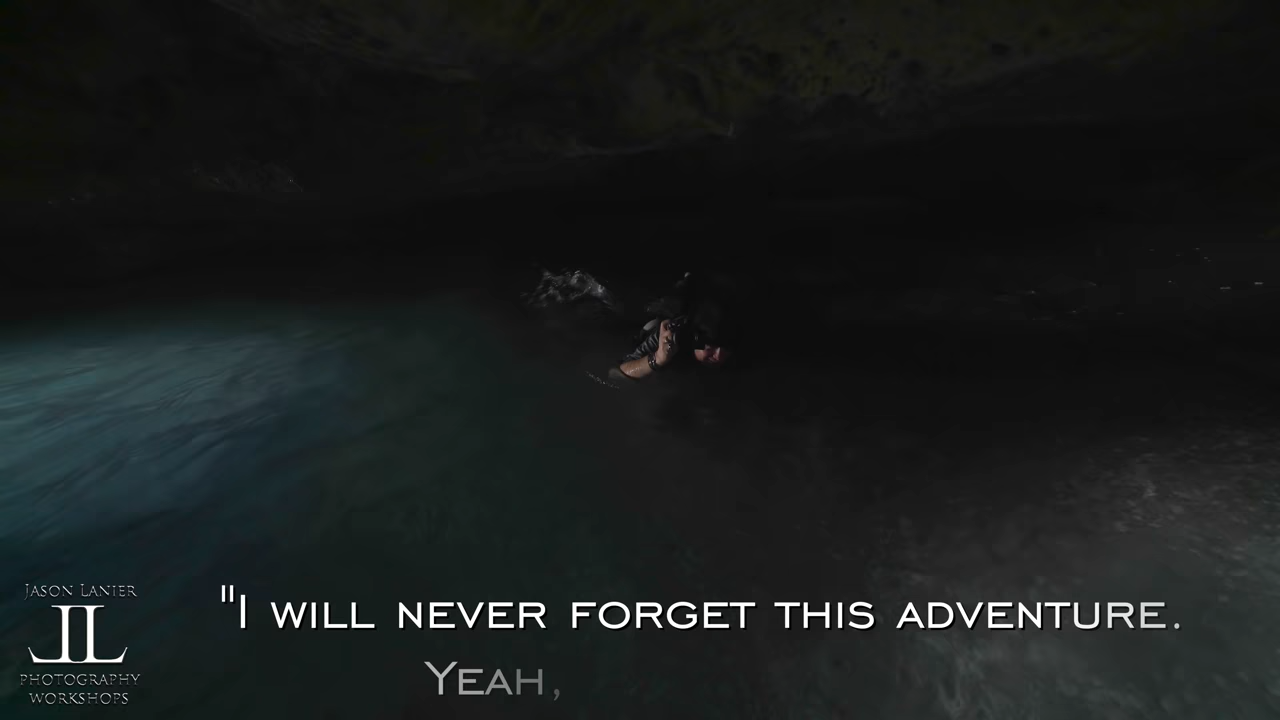 "I WILL NEVER FORGET THIS ADVENTURE.
YEAH,
JASON LANIER
JL
PHOTOGRAPHY
WORKSHOPS